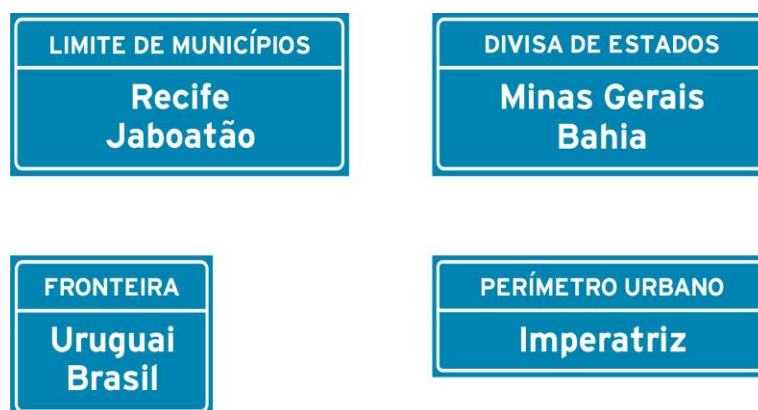 LIMITE DE MUNICÍPIOS
Recife
Jaboatão
DIVISA DE ESTADOS
Minas Gerais
Bahia
FRONTEIRA
Uruguai
Brasil
PERÍMETRO URBANO
Imperatriz